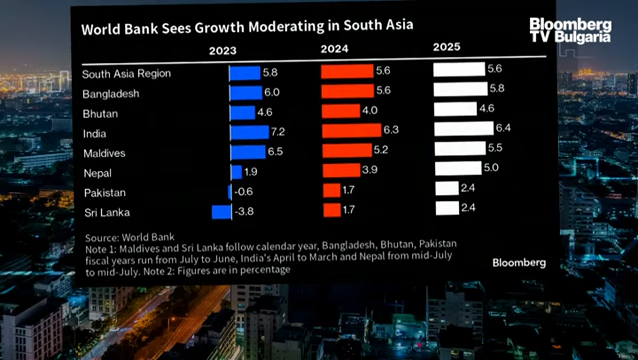 World Bank Sees Growth Moderating in South Asia
Bloomberg
TV Bulgaria
2023 2024 2025
South Asia Region 5.8 5.6 5.6
Bangladesh 6.0 5.6 5.8
Bhutan 4.6 4.0 4.6
India 7.2 6.3 6.4
Maldives 6.5 5.2 5.5
Nepal 1.9 3.9 5.0
Pakistan -0.6 1.7 2.4
Sri Lanka -3.8 1.7 2.4
Source: World Bank
Note 1: Maldives and Sri Lanka follow calendar year, Bangladesh, Bhutan, Pakistan
fiscal years run from July to June, India's April to March and Nepal from mid-July
to mid-July. Note 2: Figures are in percentage
Bloomberg